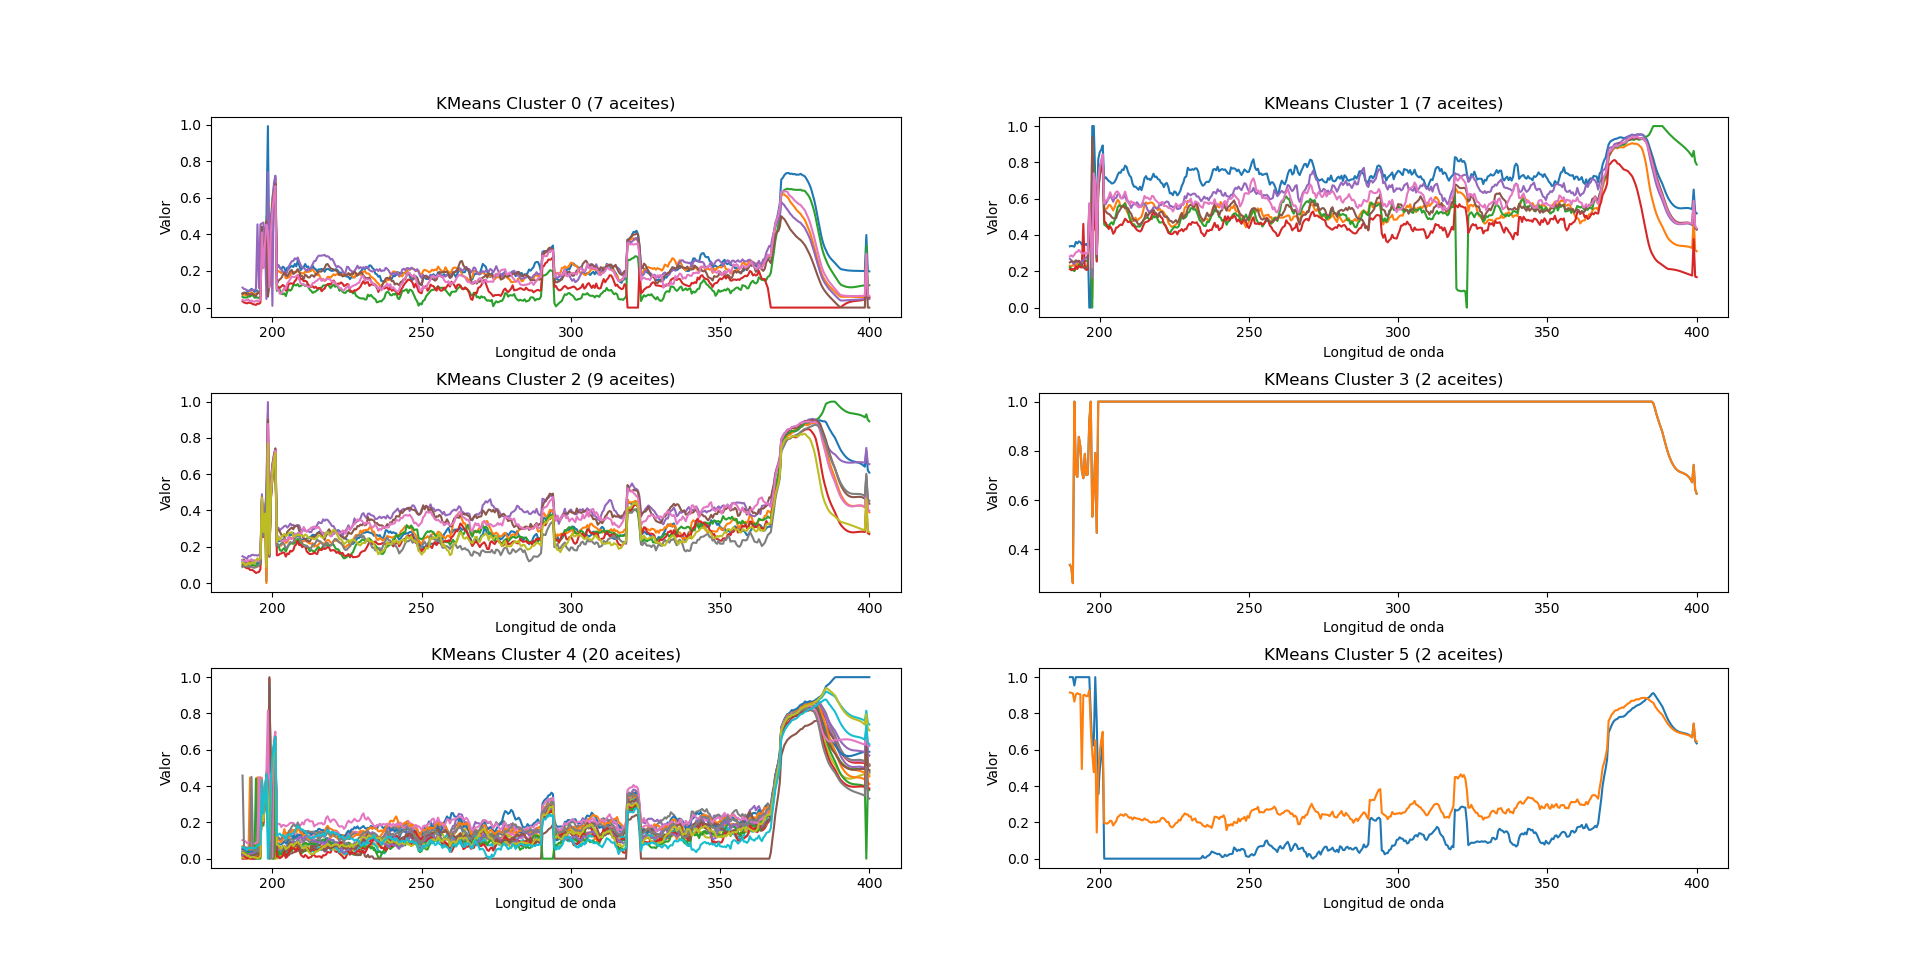 KMeans Cluster 0 (7 aceites)
Valor
1.0
0.8
0.6
0.4
0.2
0.0
200 250 300 350 400
Longitud de onda
KMeans Cluster 1 (7 aceites)
Valor
1.0
0.8
0.6
0.4
0.2
0.0
200 250 300 350 400
Longitud de onda
KMeans Cluster 2 (9 aceites)
Valor
1.0
0.8
0.6
0.4
0.2
0.0
200 250 300 350 400
Longitud de onda
KMeans Cluster 3 (2 aceites)
Valor
1.0
0.8
0.6
0.4
200 250 300 350 400
Longitud de onda
KMeans Cluster 4 (20 aceites)
Valor
1.0
0.8
0.6
0.4
0.2
0.0
200 250 300 350 400
Longitud de onda
KMeans Cluster 5 (2 aceites)
Valor
1.0
0.8
0.6
0.4
0.2
0.0
200 250 300 350 400
Longitud de onda